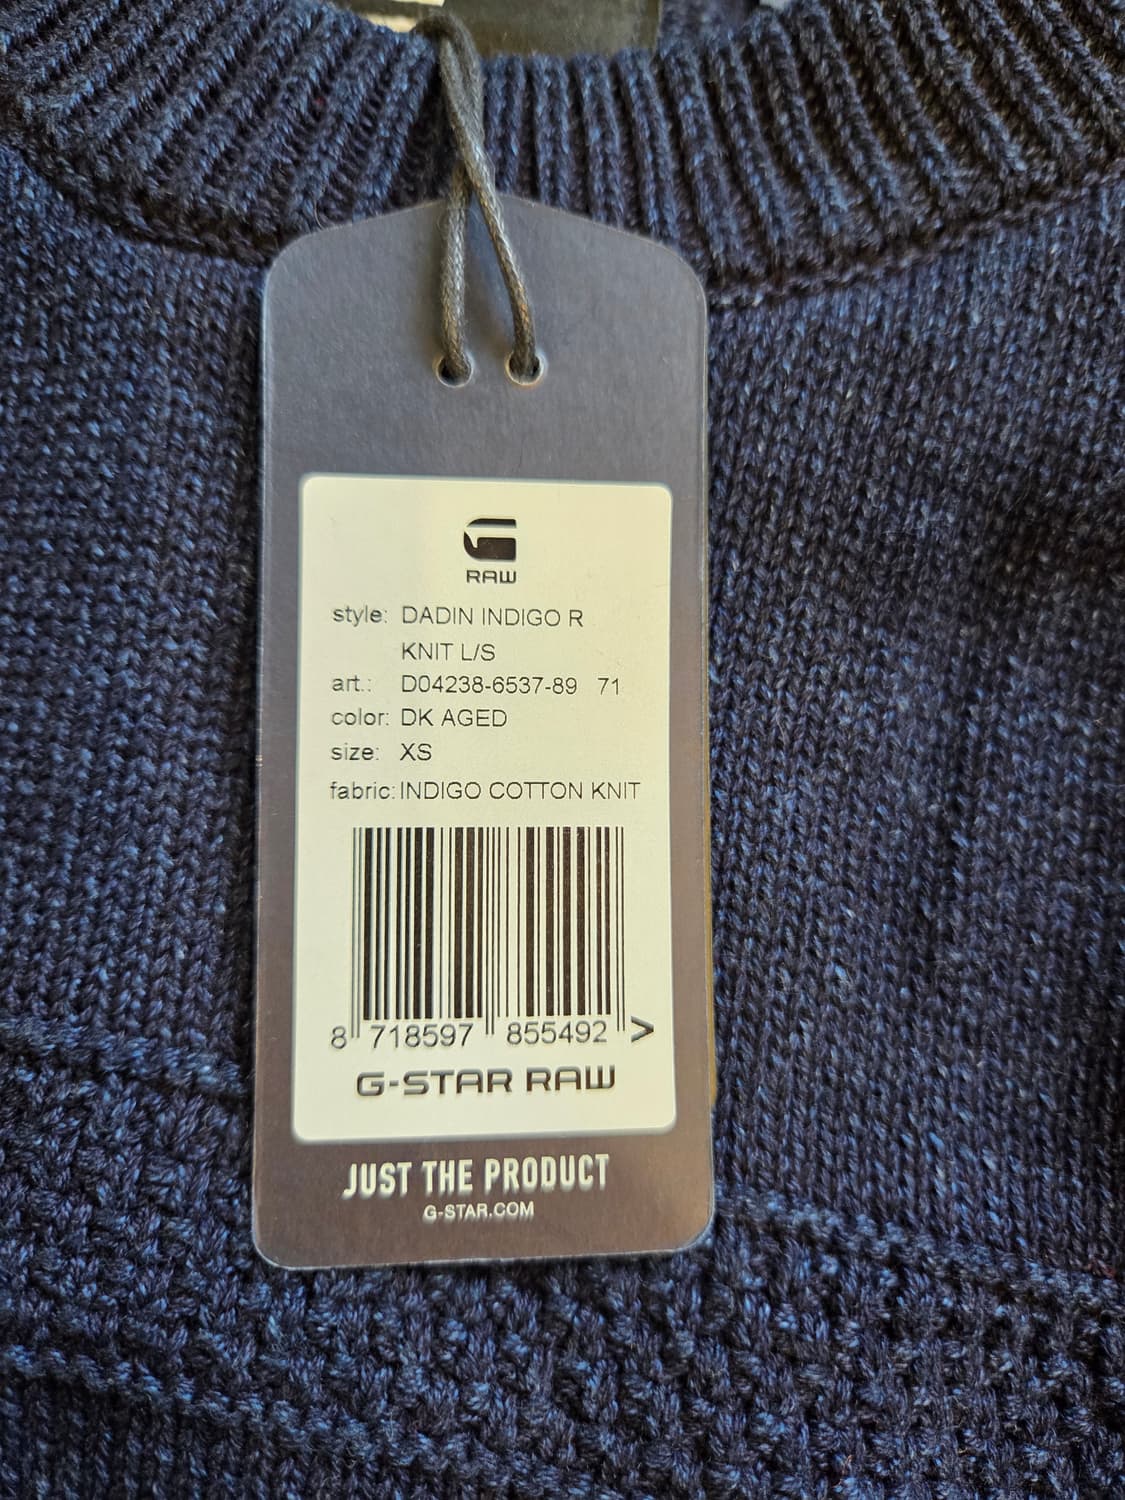 RAW
style: DADIN INDIGO R
KNIT L/S
art.: D04238-6537-89 71
color: DK AGED
size: XS
fabric: INDIGO COTTON KNIT
8 718597 855492 >
G-STAR RAW
JUST THE PRODUCT
G-STAR.COM